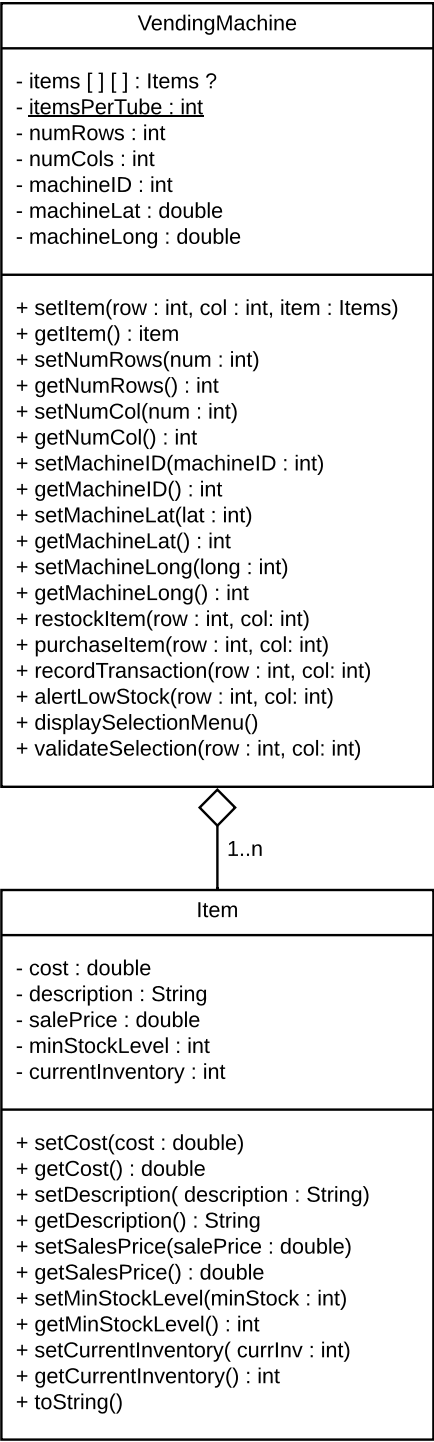 VendingMachine
- items [ ] [ ] : Items ?
- itemsPerTube : int
- numRows : int
- numCols : int
- machineID : int
- machineLat : double
- machineLong : double
+ setItem(row : int, col : int, item : Items)
+ getItem() : item
+ setNumRows(num : int)
+ getNumRows() : int
+ setNumCol(num : int)
+ getNumCol() : int
+ setMachineID(machineID : int)
+ getMachineID() : int
+ setMachineLat(lat : int)
+ getMachineLat() : int
+ setMachineLong(long : int)
+ getMachineLong() : int
+ restockItem(row : int, col: int)
+ purchaseItem(row : int, col: int)
+ recordTransaction(row : int, col: int)
+ alertLowStock(row : int, col: int)
+ displaySelectionMenu()
+ validateSelection(row : int, col: int)
1..n
Item
- cost : double
- description : String
- salePrice : double
- minStockLevel : int
- currentInventory : int
+ setCost(cost : double)
+ getCost() : double
+ setDescription( description : String)
+ getDescription() : String
+ setSalesPrice(salePrice : double)
+ getSalesPrice() : double
+ setMinStockLevel(minStock : int)
+ getMinStockLevel() : int
+ setCurrentInventory( currInv : int)
+ getCurrentInventory() : int
+ toString()